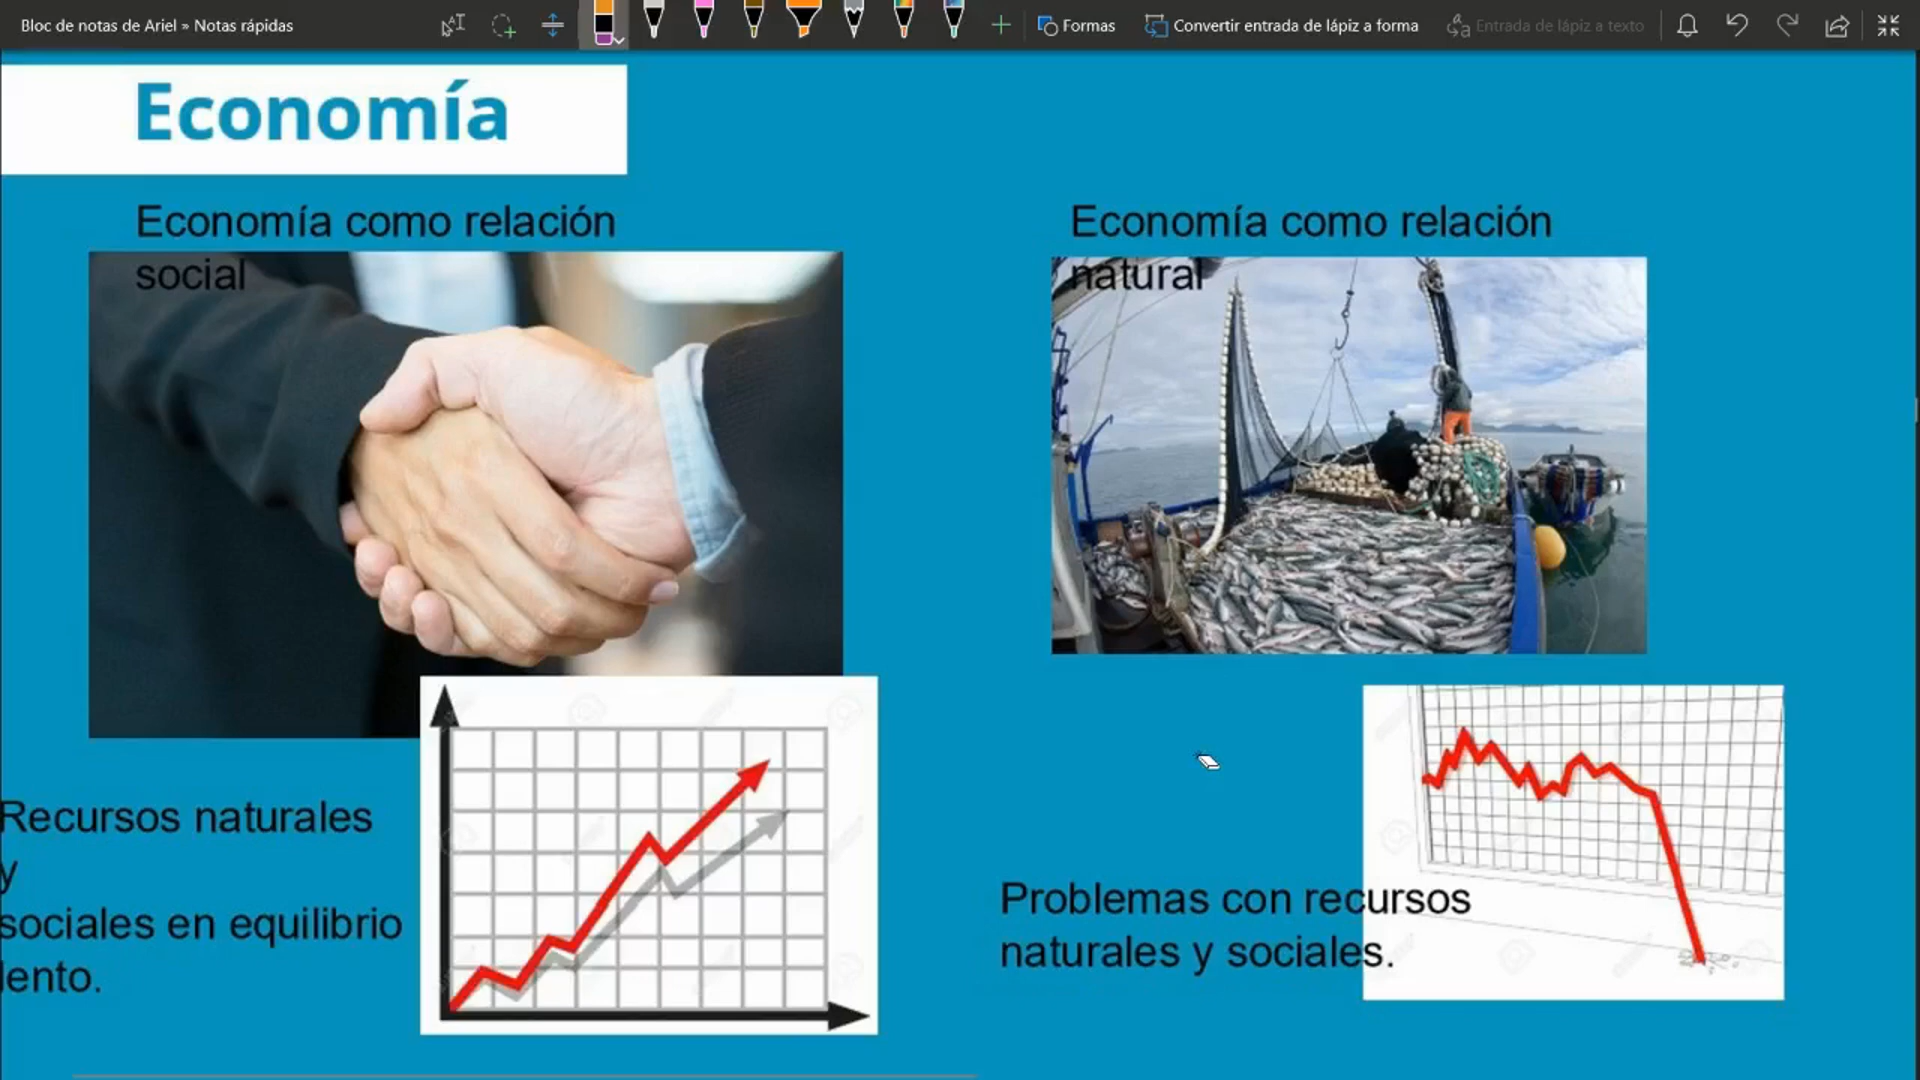 Bloc de notas de Ariel » Notas rápidas
Formas
Convertir entrada de lápiz a forma
Entrada de lápiz a texto
Economía
Economía como relación
social
Economía como relación
natural
Recursos naturales
y
sociales en equilibrio
lento.
Problemas con recursos
naturales y sociales.